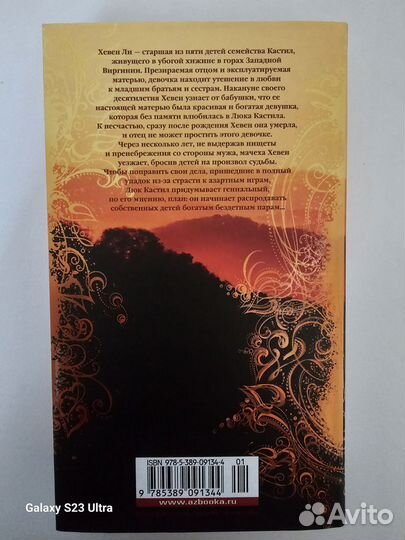 Хевен Ли — старшая из пяти детей семейства Кастил,
живущего в убогой хижине в горах Западной
Виргинии. Презираемая отцом и эксплуатируемая
матерью, девочка находит утешение в любви
к младшим братьям и сестрам. Накануне своего
десятилетия Хевен узнает от бабушки, что ее
настоящей матерью была красивая и богатая девушка,
которая без памяти влюбилась в Люка Кастила.
К несчастью, сразу после рождения Хевен она умерла,
и отец не может простить этого девочке.
Через несколько лет, не выдержав нищеты
и пренебрежения со стороны мужа, мачеха Хевен
уезжает, бросив детей на произвол судьбы.
Чтобы поправить свои дела, пришедшие в полный
упадок из-за страсти к азартным играм,
Люк Кастил придумывает гениальный,
по его мнению, план: он начинает распродавать
собственных детей богатым бездетным парам...
ISBN 978-5-389-09134-4
01
9 785389 091344
www.azbooka.ru
Galaxy S23 Ultra
Avito